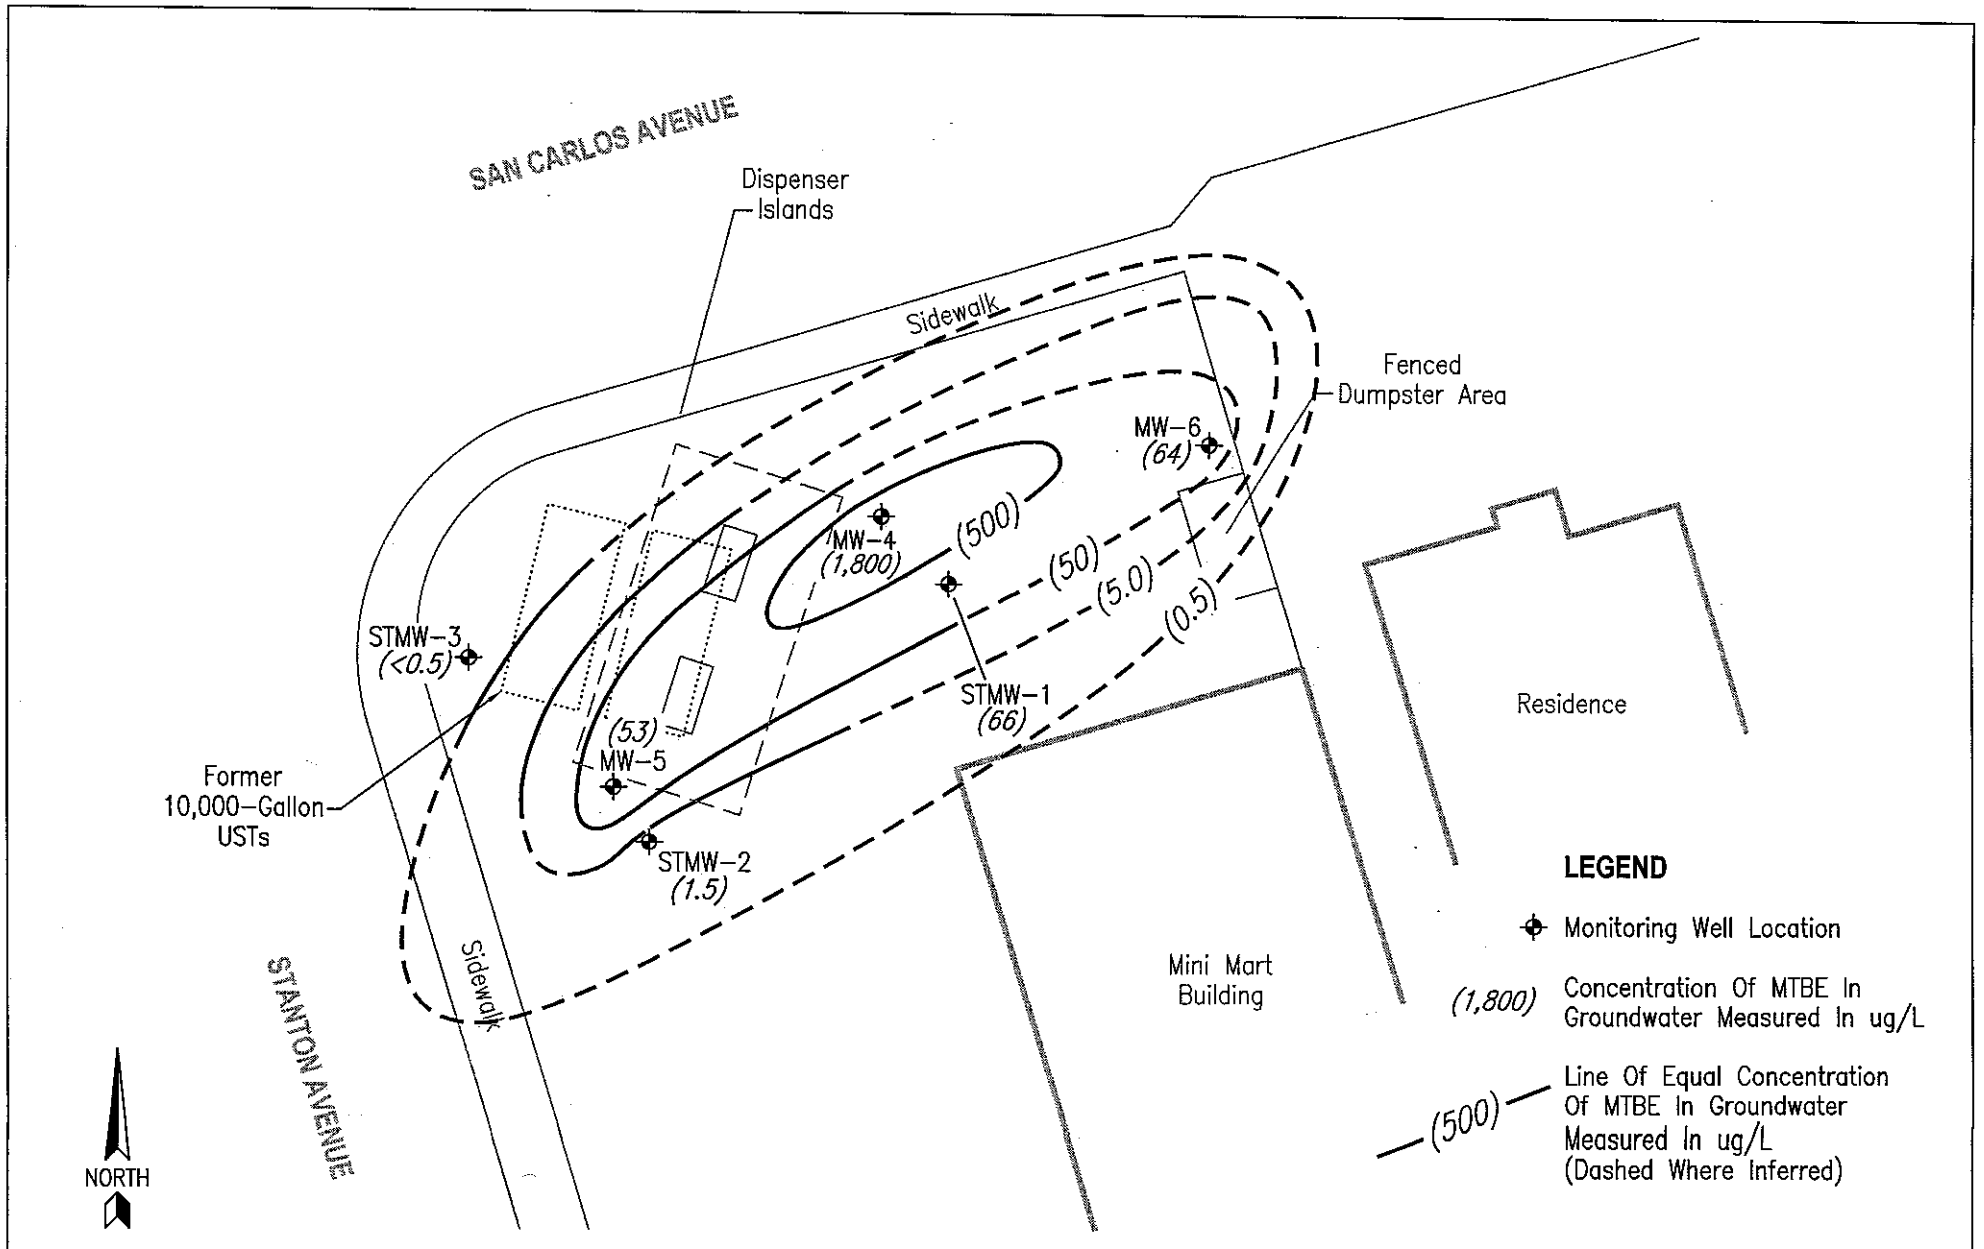 SAN CARLOS AVENUE
Dispenser
Islands
Sidewalk
Fenced
Dumpster Area
MW-6
(64)
MW-4
(1,800)
(500)
(50)
(5.0)
(0.5)
STMW-3
(<0.5)
STMW-1
(66)
Residence
(53)
MW-5
Former
10,000-Gallon
USTs
STMW-2
(1.5)
Sidewalk
STANTON AVENUE
Mini Mart
Building
NORTH
LEGEND
Monitoring Well Location
(1,800)
Concentration Of MTBE In
Groundwater Measured In ug/L
(500)
Line Of Equal Concentration
Of MTBE In Groundwater
Measured In ug/L
(Dashed Where Inferred)